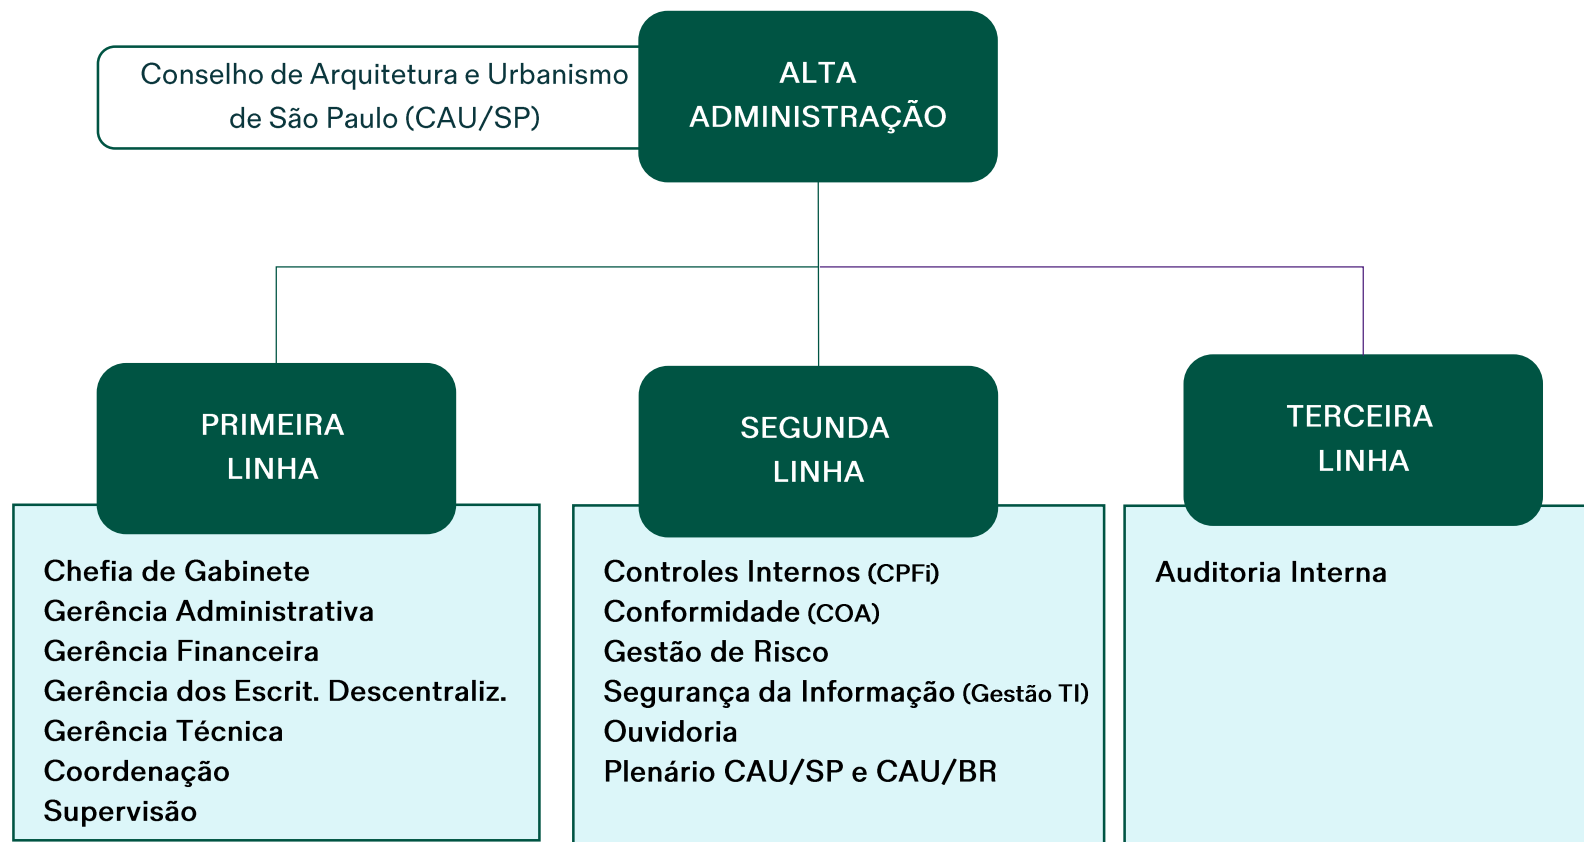 Conselho de Arquitetura e Urbanismo
de São Paulo (CAU/SP)
ALTA
ADMINISTRAÇÃO
PRIMEIRA
LINHA
Chefia de Gabinete
Gerência Administrativa
Gerência Financeira
Gerência dos Escrit. Descentraliz.
Gerência Técnica
Coordenação
Supervisão
SEGUNDA
LINHA
Controles Internos (CPFi)
Conformidade (COA)
Gestão de Risco
Segurança da Informação (Gestão TI)
Ouvidoria
Plenário CAU/SP e CAU/BR
TERCEIRA
LINHA
Auditoria Interna